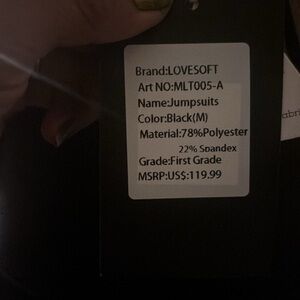 Brand:LOVESOFT
Art NO:MLT005-A
Name:Jumpsuits
Color:Black(M)
Material:78%Polyester
22% Spandex
Grade:First Grade
MSRP:US$:119.99